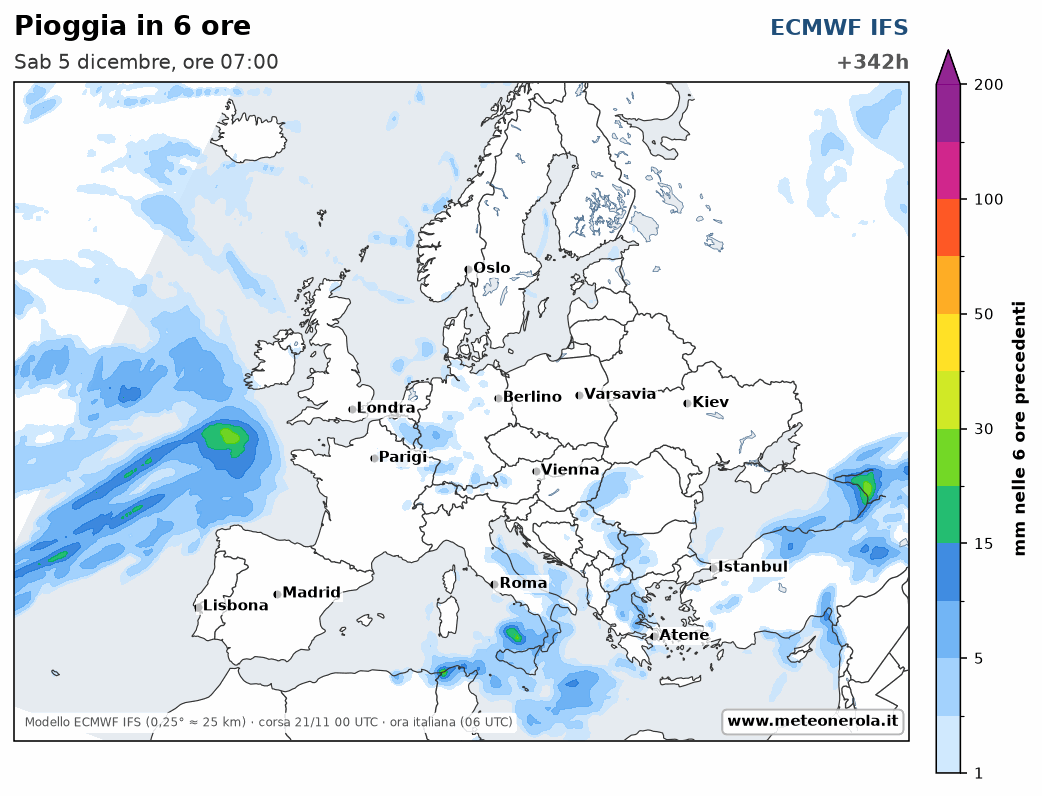 Pioggia in 6 ore
ECMWF IFS
Sab 5 dicembre, ore 07:00
+342h
200
100
50
30
15
5
1
mm nelle 6 ore precedenti
Oslo
Londra
Berlino
Varsavia
Kiev
Parigi
Vienna
Istanbul
Roma
Madrid
Lisbona
Atene
Modello ECMWF IFS (0,25° ≈ 25 km) · corsa 21/11 00 UTC · ora italiana (06 UTC)
www.meteonerola.it